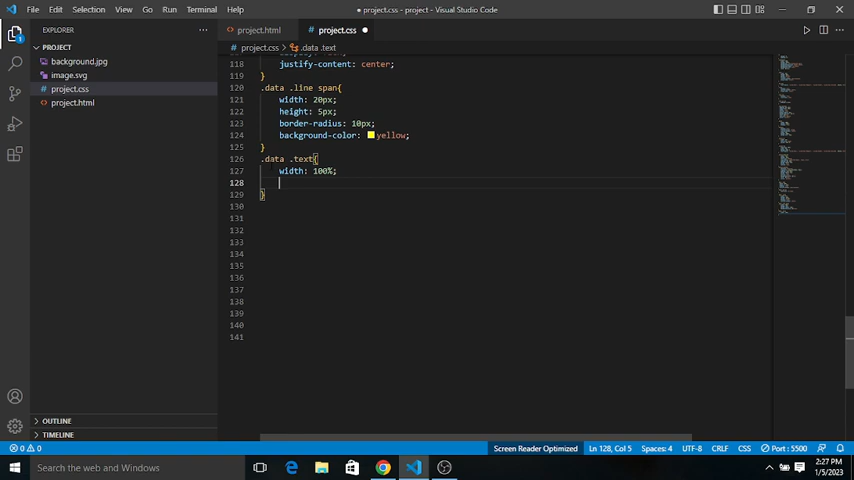 File Edit Selection View Go Run Terminal Help
project.css - project - Visual Studio Code
EXPLORER
PROJECT
background.jpg
image.svg
project.css
project.html
OUTLINE
TIMELINE
project.html
project.css
project.css > .data .text
118 justify-content: center;
119 }
120 .data .line span{
121 width: 20px;
122 height: 5px;
123 border-radius: 10px;
124 background-color: yellow;
125 }
126 .data .text{
127 width: 100%;
128
129 }
130
131
132
133
134
135
136
137
138
139
140
141
0 0
Screen Reader Optimized Ln 128, Col 5 Spaces: 4 UTF-8 CRLF CSS Port : 5500
Search the web and Windows
2:27 PM
1/5/2023